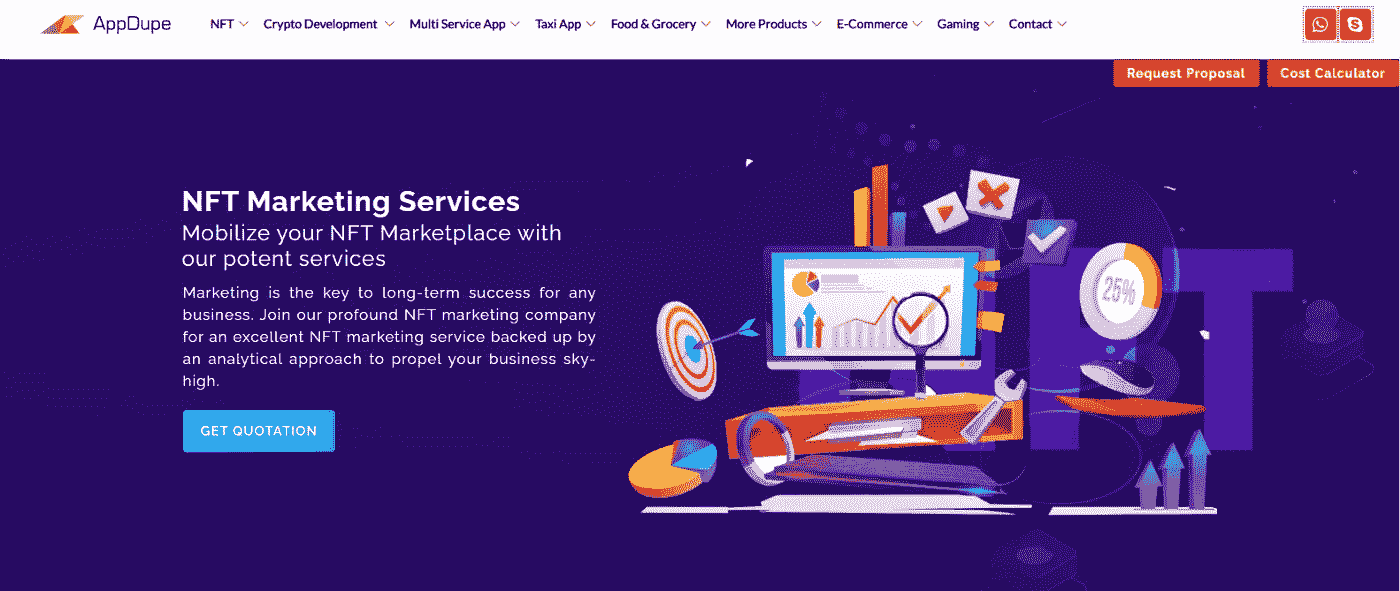 AppDupe
NFT Crypto Development Multi Service App Taxi App Food & Grocery More Products E-Commerce Gaming Contact
Request Proposal Cost Calculator
NFT Marketing Services
Mobilize your NFT Marketplace with
our potent services
Marketing is the key to long-term success for any
business. Join our profound NFT marketing company
for an excellent NFT marketing service backed up by
an analytical approach to propel your business sky-
high.
GET QUOTATION
25%
NFT